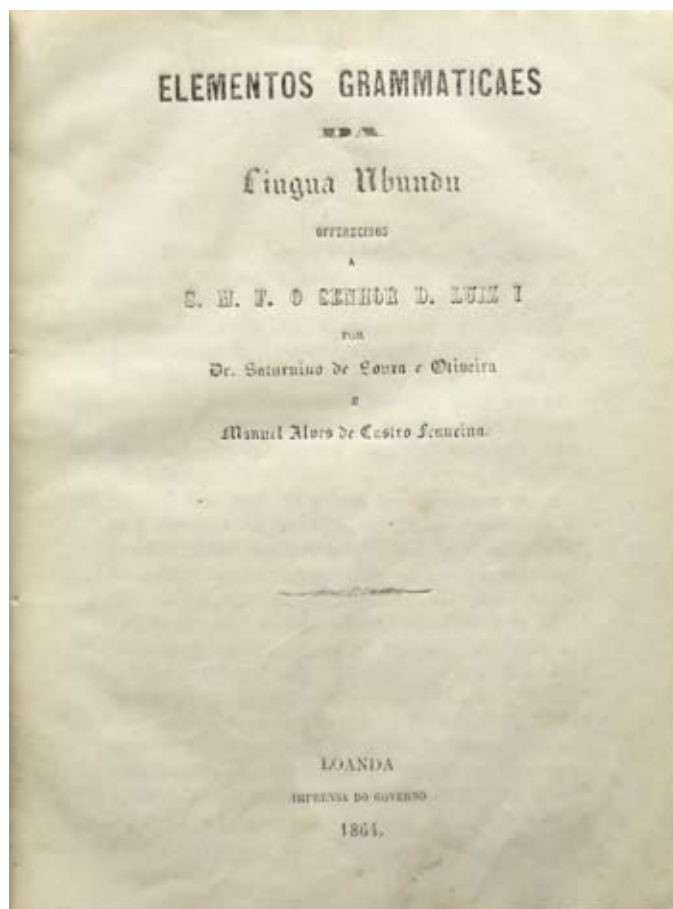 ELEMENTOS GRAMMATICAES
DA
Lingua Nbundu
OFFERECIDOS
A
S. M. F. O SENHOR D. LUIZ I
POR
Dr. Saturnino de Souza e Oliveira
E
Manuel Alves de Castro Francina.
LOANDA
IMPRENSA DO GOVERNO
1864.